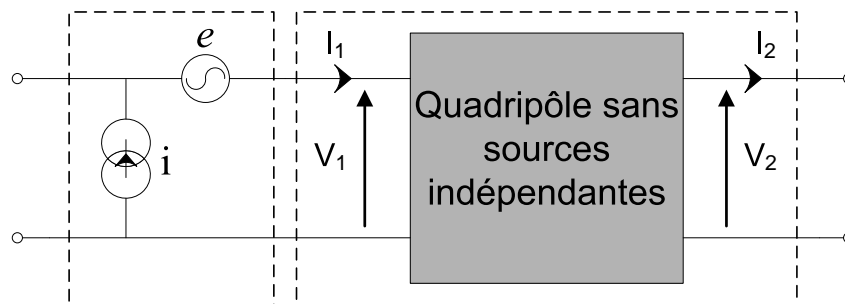 e
I₁
I₂
i
V₁
Quadripôle sans
sources
indépendantes
V₂